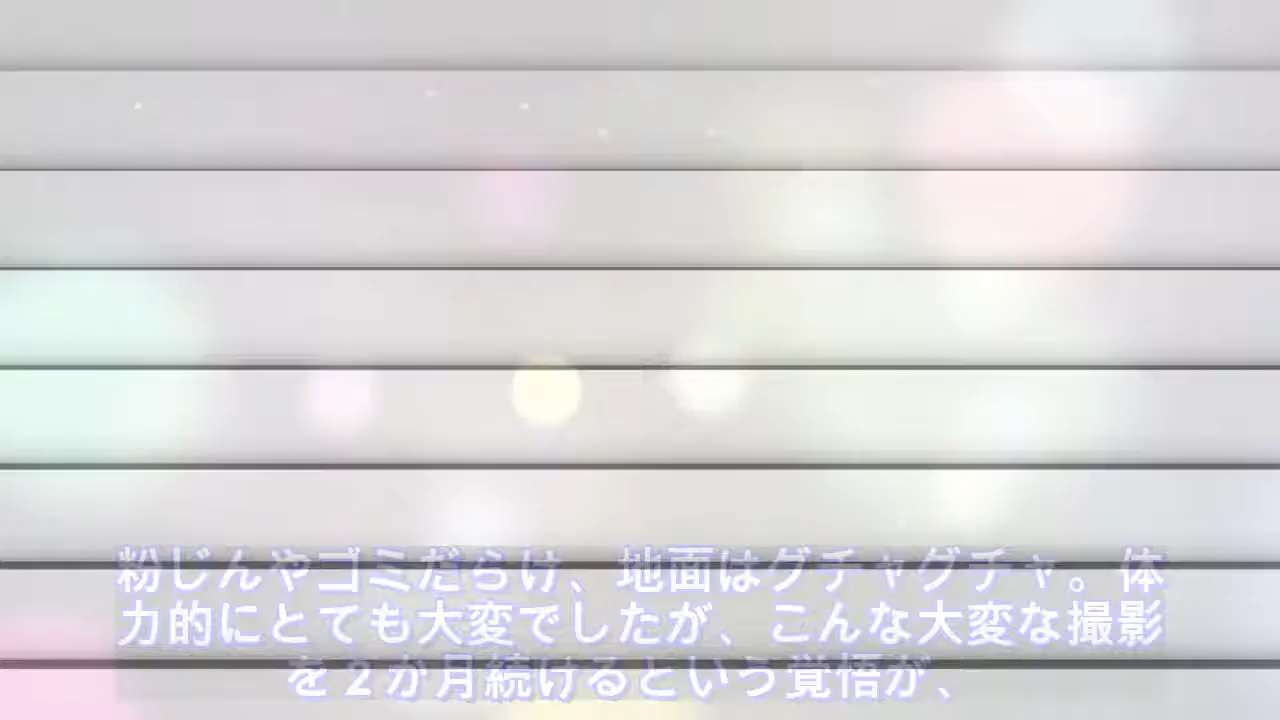 粉じんやゴミだらけ、地面はグチャグチャ。体
力的にとても大変でしたが、こんな大変な撮影
を２か月続けるという覚悟が、